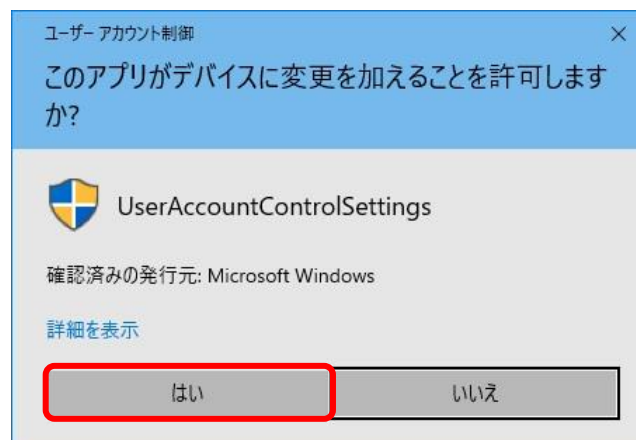 ユーザー アカウント制御
このアプリがデバイスに変更を加えることを許可します
か?
UserAccountControlSettings
確認済みの発行元: Microsoft Windows
詳細を表示
はい
いいえ